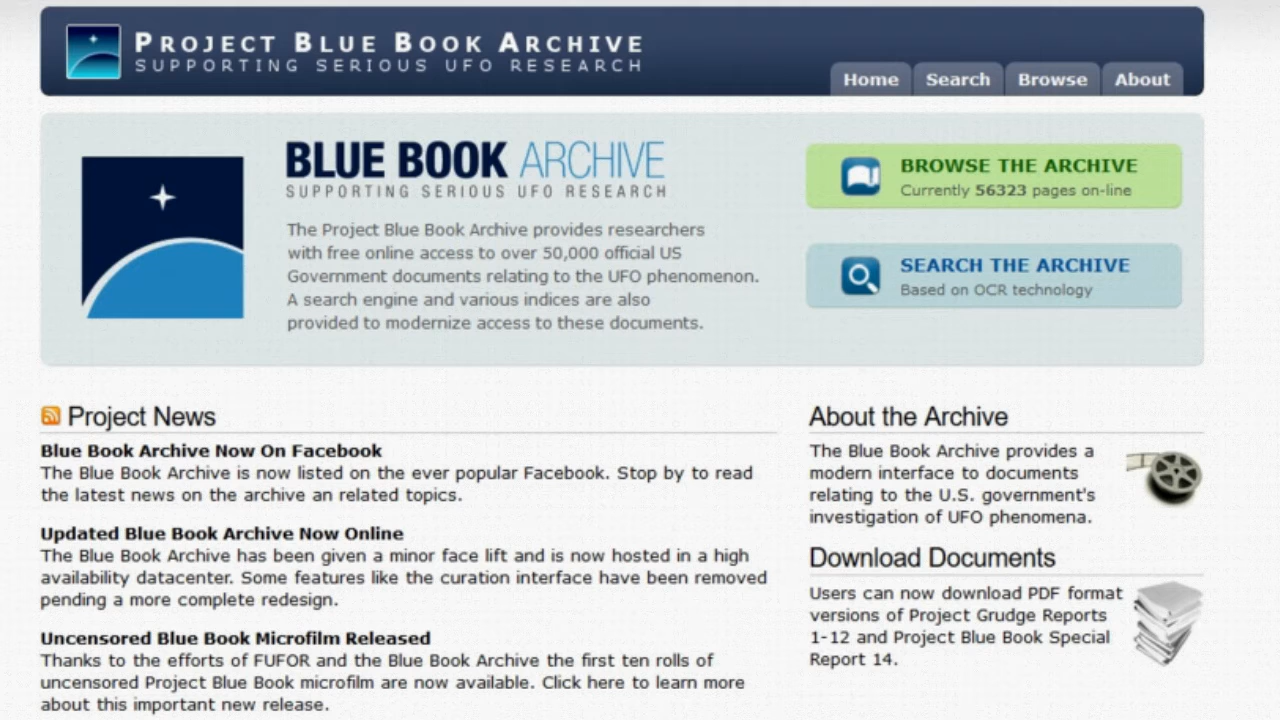 PROJECT BLUE BOOK ARCHIVE
SUPPORTING SERIOUS UFO RESEARCH
Home
Search
Browse
About
BLUE BOOK ARCHIVE
SUPPORTING SERIOUS UFO RESEARCH
The Project Blue Book Archive provides researchers
with free online access to over 50,000 official US
Government documents relating to the UFO phenomenon.
A search engine and various indices are also
provided to modernize access to these documents.
BROWSE THE ARCHIVE
Currently 56323 pages on-line
SEARCH THE ARCHIVE
Based on OCR technology
Project News
Blue Book Archive Now On Facebook
The Blue Book Archive is now listed on the ever popular Facebook. Stop by to read
the latest news on the archive an related topics.
Updated Blue Book Archive Now Online
The Blue Book Archive has been given a minor face lift and is now hosted in a high
availability datacenter. Some features like the curation interface have been removed
pending a more complete redesign.
Uncensored Blue Book Microfilm Released
Thanks to the efforts of FUFOR and the Blue Book Archive the first ten rolls of
uncensored Project Blue Book microfilm are now available. Click here to learn more
about this important new release.
About the Archive
The Blue Book Archive provides a
modern interface to documents
relating to the U.S. government's
investigation of UFO phenomena.
Download Documents
Users can now download PDF format
versions of Project Grudge Reports
1-12 and Project Blue Book Special
Report 14.